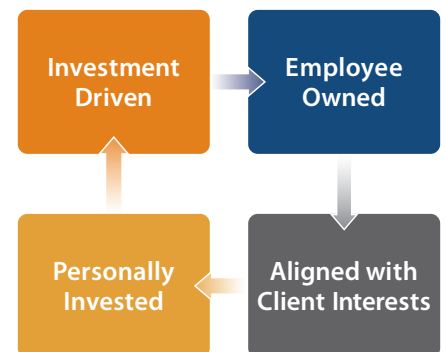 Investment
Driven
Employee
Owned
Personally
Invested
Aligned with
Client Interests